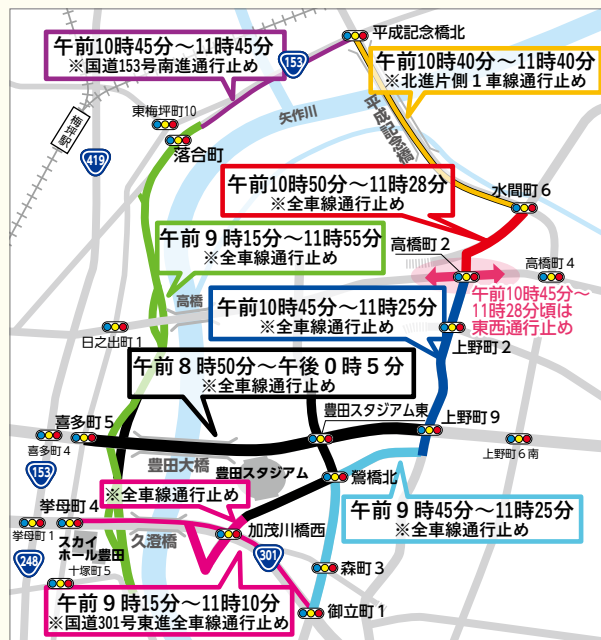 平成記念橋北
午前10時45分～11時45分
※国道153号南進通行止め
153
午前10時40分～11時40分
※北進片側１車線通行止め
東梅坪町10
矢作川
平成記念橋
梅坪駅
落合町
419
水間町６
午前10時50分～11時28分
※全車線通行止め
高橋町２
高橋町４
午前９時15分～11時55分
※全車線通行止め
午前10時45分～
11時28分頃は
東西通行止め
高橋
午前10時45分～11時25分
※全車線通行止め
日之出町１
上野町２
午前８時50分～午後０時５分
※全車線通行止め
喜多町５
豊田スタジアム東
上野町９
喜多町４
豊田大橋
上野町６南
153
豊田スタジアム
鴬橋北
※全車線通行止め
午前９時45分～11時25分
※全車線通行止め
挙母町４
挙母町１
久澄橋
加茂川橋西
スカイ
ホール豊田
248
301
十塚町５
森町３
午前９時15分～11時10分
※国道301号東進全車線通行止め
御立町１